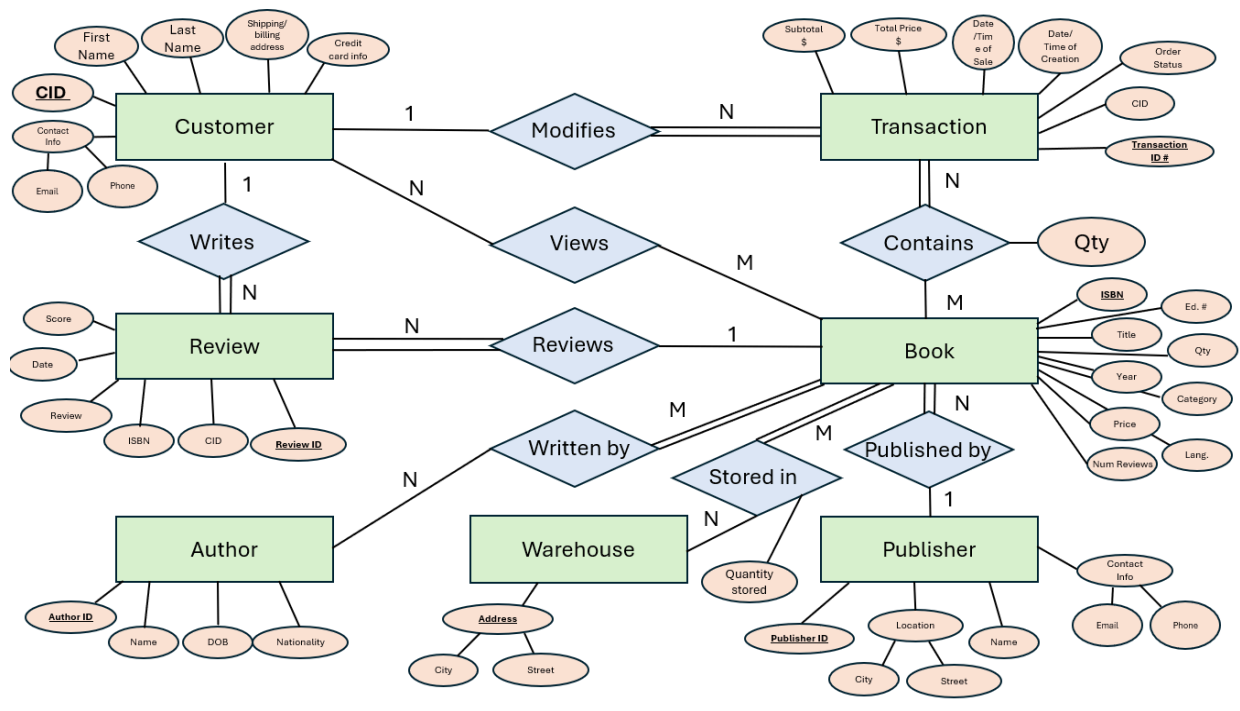 First
Name
Last
Name
Shipping/
billing
address
Credit
card info
CID
Contact
Info
Email
Phone
Customer
1
Modifies
N
Subtotal
$
Total Price
$
Date
/Tim
e of
Sale
Date/
Time of
Creation
Order
Status
CID
Transaction
ID #
Transaction
1
Writes
N
N
Views
M
N
Contains
Qty
M
Score
Date
Review
ISBN
CID
Review ID
Review
N
Reviews
1
Book
ISBN
Ed. #
Title
Qty
Year
Category
Price
Lang.
Num Reviews
M
Written by
N
M
Stored in
N
Quantity
stored
N
Published by
1
Author
Author ID
Name
DOB
Nationality
Warehouse
Address
City
Street
Publisher
Publisher ID
Location
City
Street
Name
Contact
Info
Email
Phone